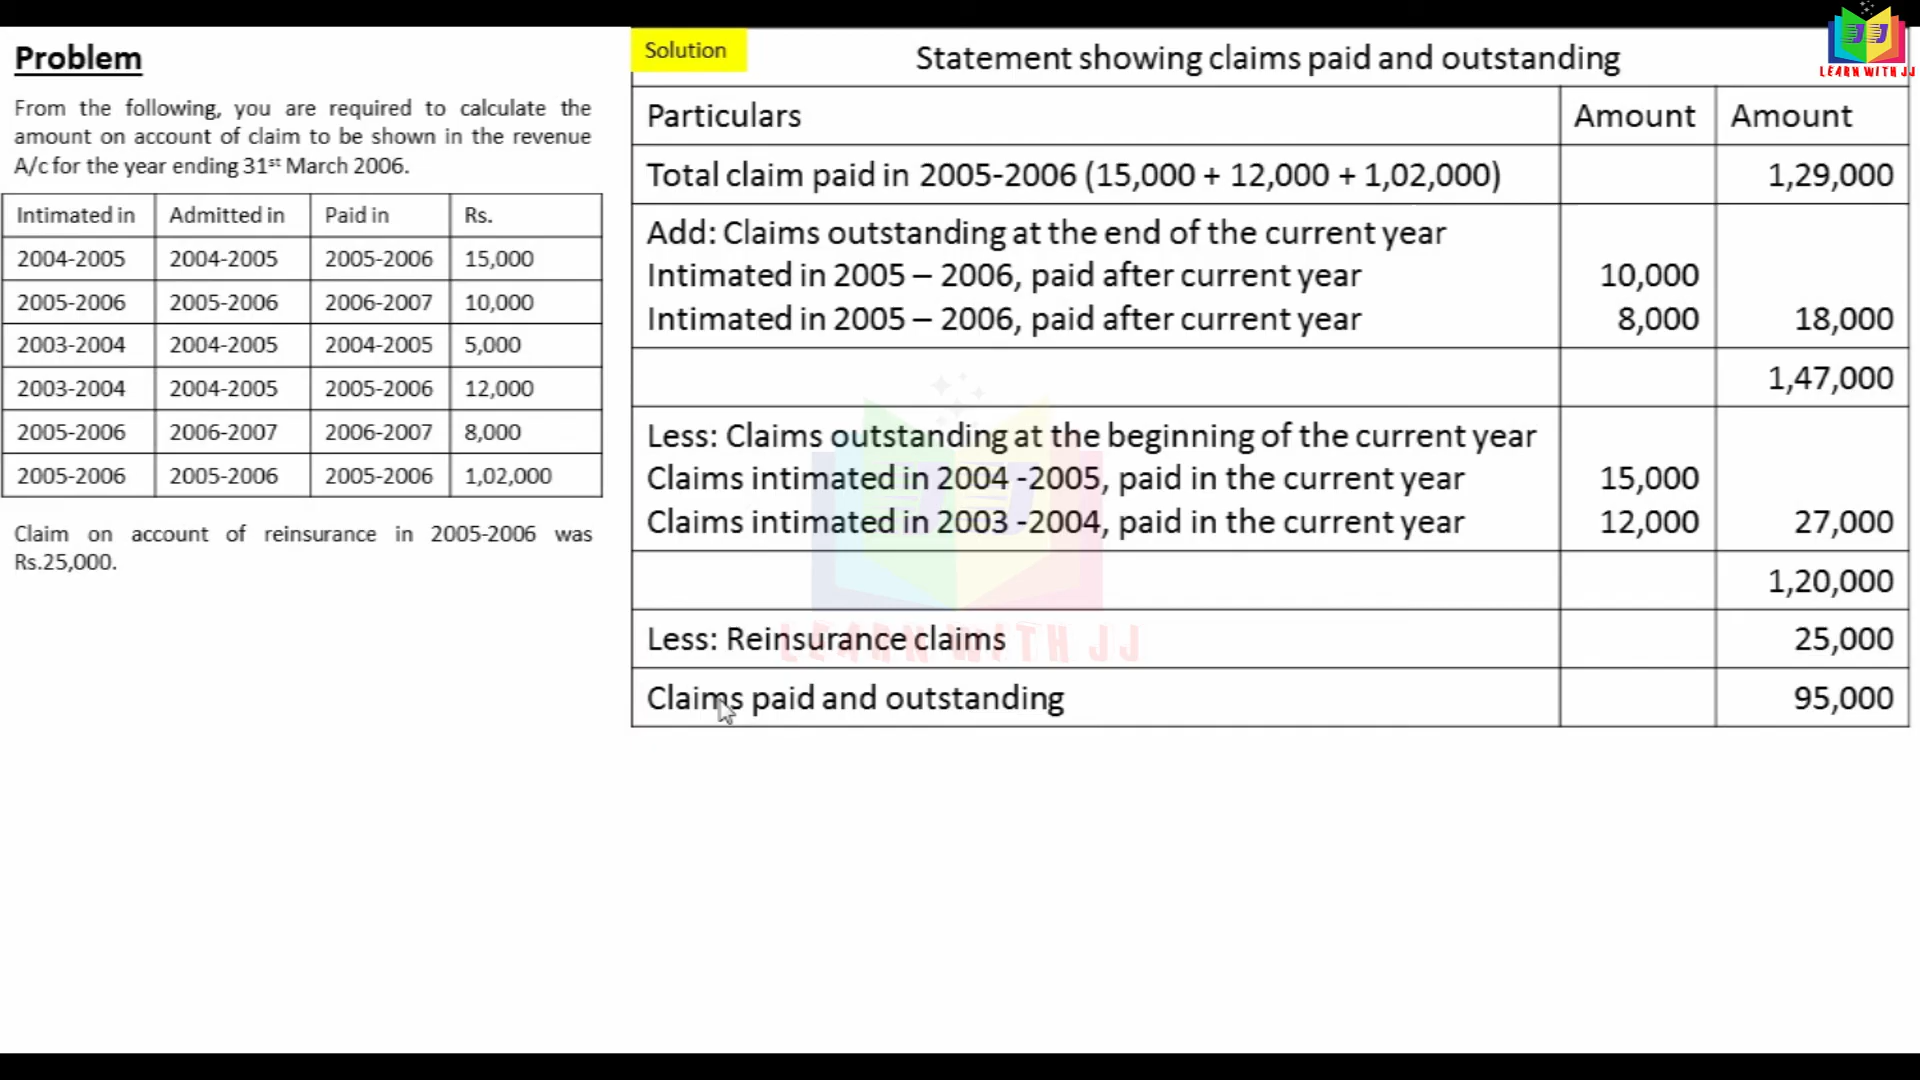 Problem
From the following, you are required to calculate the
amount on account of claim to be shown in the revenue
A/c for the year ending 31st March 2006.
Intimated in Admitted in Paid in Rs.
2004-2005 2004-2005 2005-2006 15,000
2005-2006 2005-2006 2006-2007 10,000
2003-2004 2004-2005 2004-2005 5,000
2003-2004 2004-2005 2005-2006 12,000
2005-2006 2006-2007 2006-2007 8,000
2005-2006 2005-2006 2005-2006 1,02,000
Claim on account of reinsurance in 2005-2006 was
Rs.25,000.
Solution
Statement showing claims paid and outstanding
Particulars Amount Amount
Total claim paid in 2005-2006 (15,000 + 12,000 + 1,02,000) 1,29,000
Add: Claims outstanding at the end of the current year
Intimated in 2005 – 2006, paid after current year 10,000
Intimated in 2005 – 2006, paid after current year 8,000 18,000
1,47,000
Less: Claims outstanding at the beginning of the current year
Claims intimated in 2004 -2005, paid in the current year 15,000
Claims intimated in 2003 -2004, paid in the current year 12,000 27,000
1,20,000
Less: Reinsurance claims 25,000
Claims paid and outstanding 95,000
JJ
LEARN WITH JJ
JJ
LEARN WITH JJ